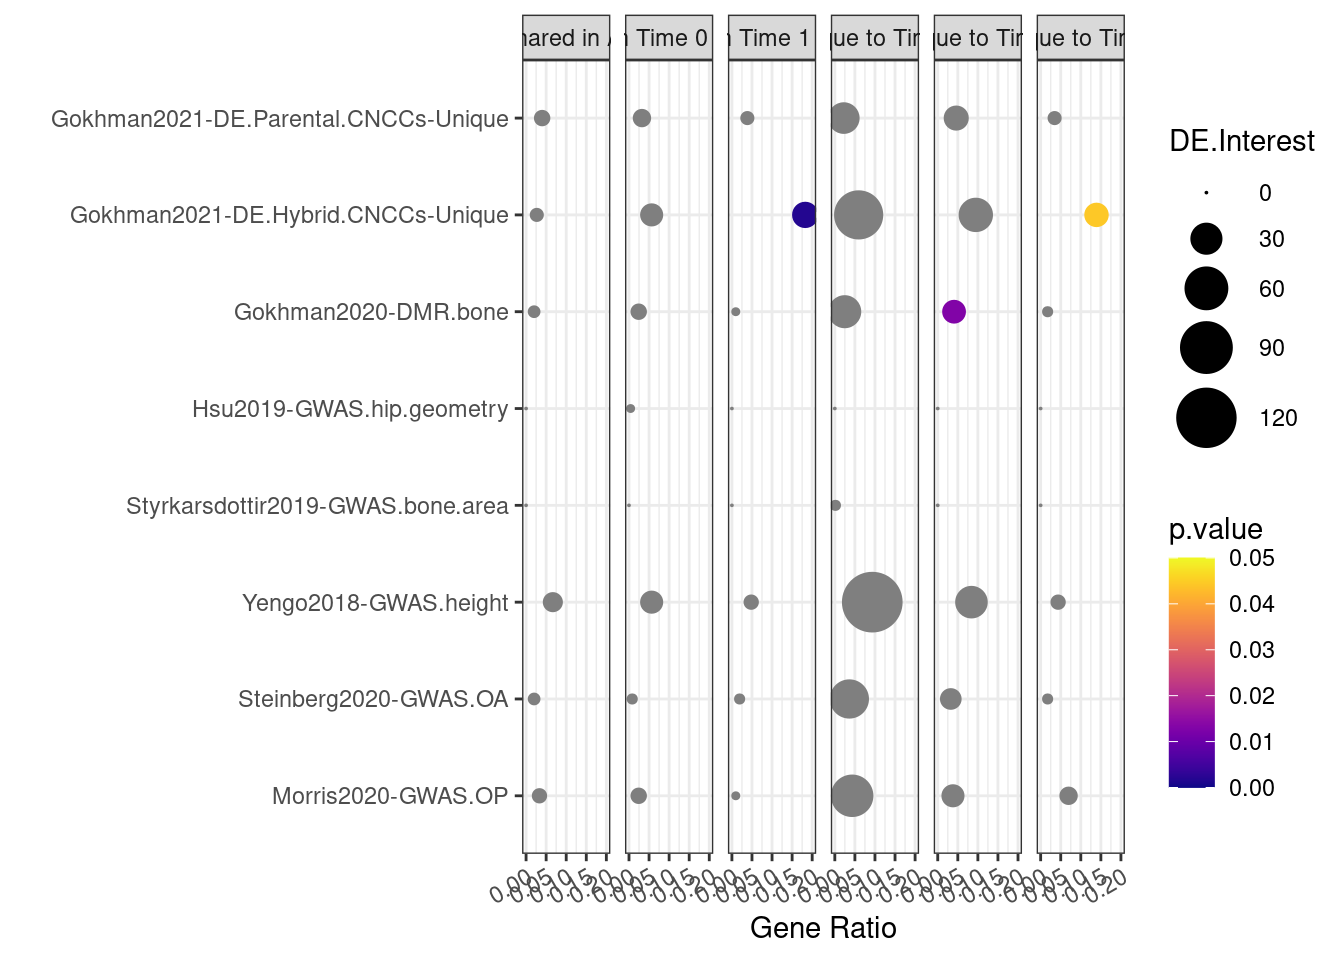 hared in
Time 0
Time 1
ue to Tir
ue to Tir
ue to Tir
Gokhman2021-DE.Parental.CNCCs-Unique
Gokhman2021-DE.Hybrid.CNCCs-Unique
Gokhman2020-DMR.bone
Hsu2019-GWAS.hip.geometry
Styrkarsdottir2019-GWAS.bone.area
Yengo2018-GWAS.height
Steinberg2020-GWAS.OA
Morris2020-GWAS.OP
0.00 0.05 0.10 0.15 0.20 0.00 0.05 0.10 0.15 0.20 0.00 0.05 0.10 0.15 0.20 0.00 0.05 0.10 0.15 0.20 0.00 0.05 0.10 0.15 0.20 0.00 0.05 0.10 0.15 0.20
Gene Ratio
DE.Interest
0
30
60
90
120
p.value
0.05
0.04
0.03
0.02
0.01
0.00